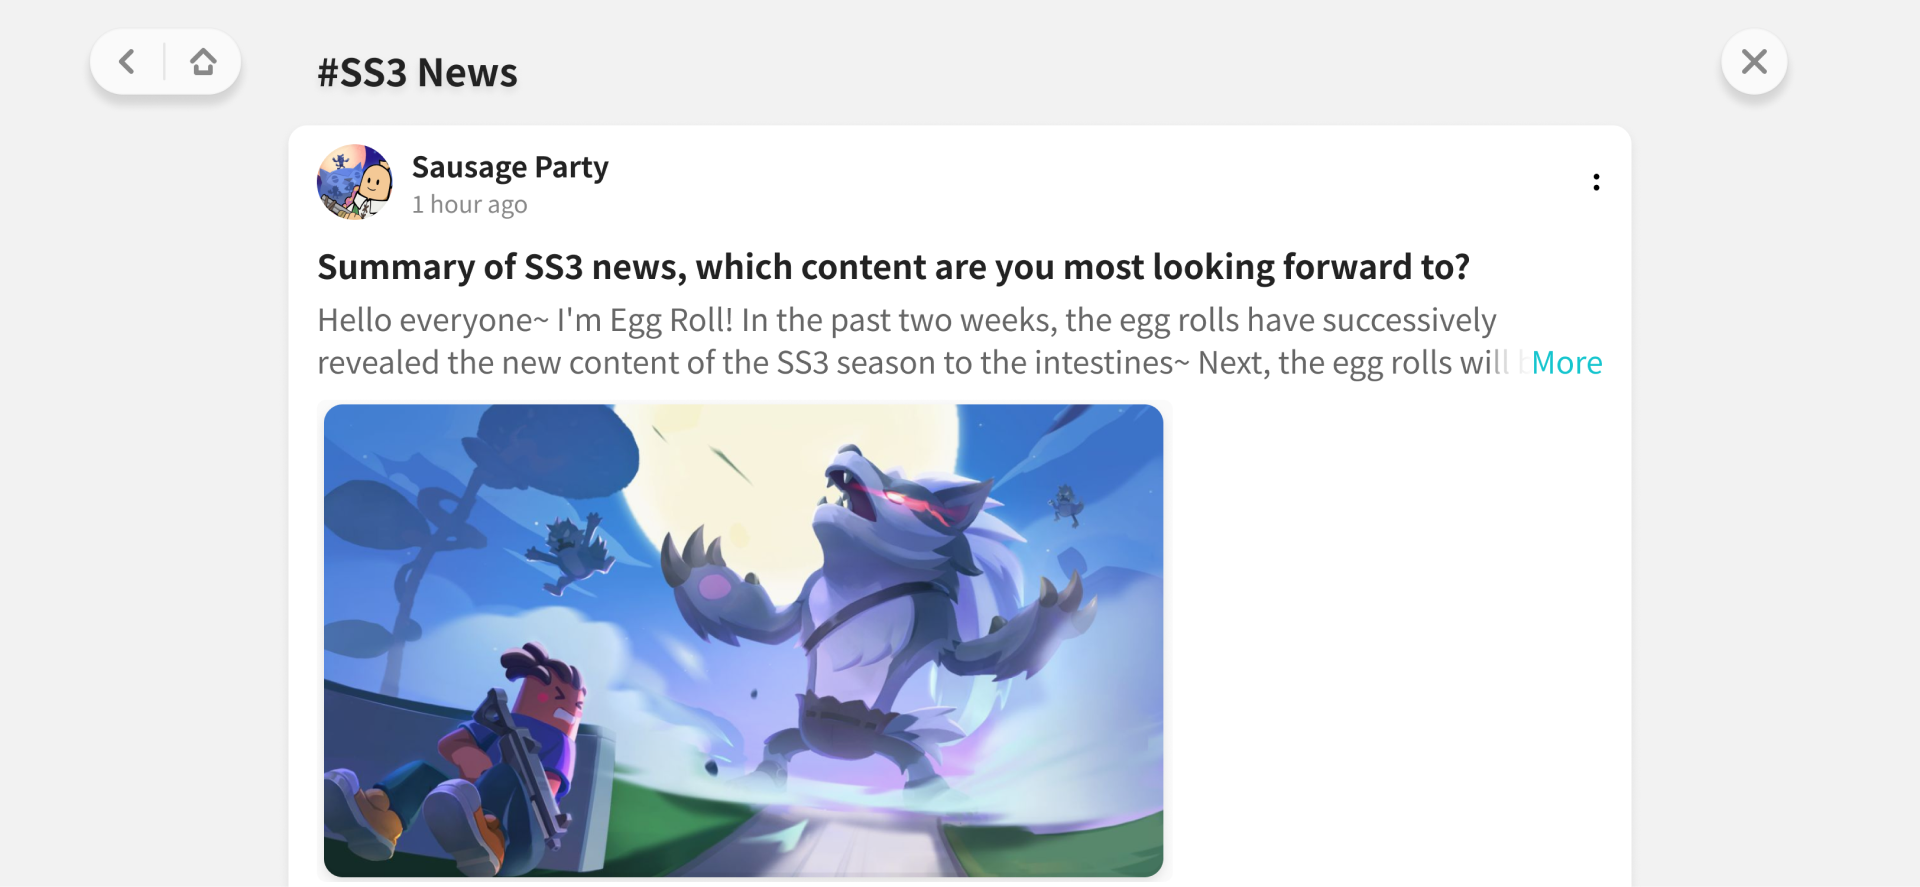 #SS3 News
Sausage Party
1 hour ago
Summary of SS3 news, which content are you most looking forward to?
Hello everyone~ I'm Egg Roll! In the past two weeks, the egg rolls have successively
revealed the new content of the SS3 season to the intestines~ Next, the egg rolls will More